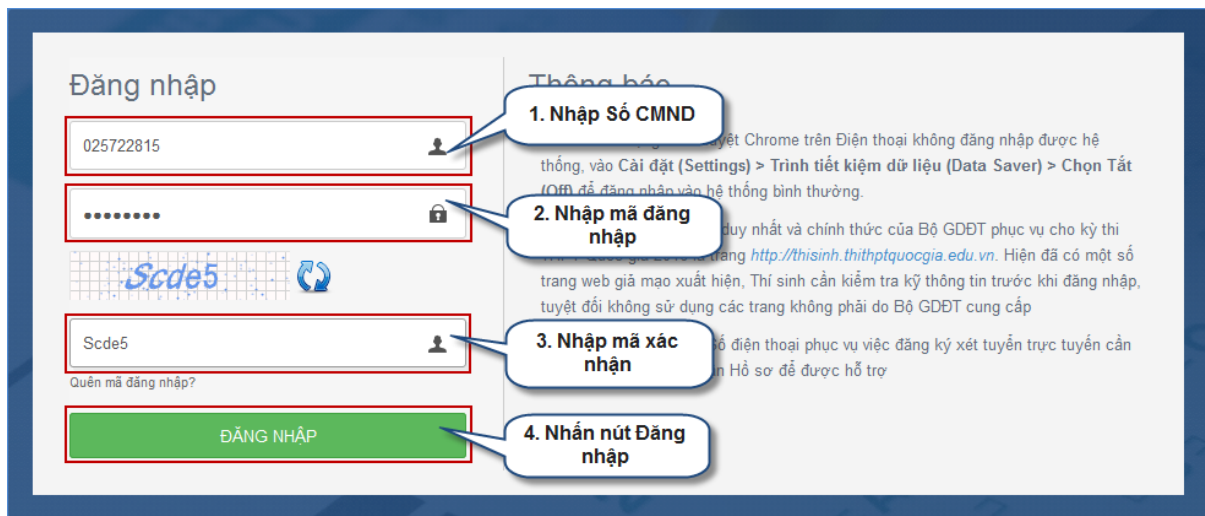 Đăng nhập
025722815
••••••••
Scde5
Scde5
Quên mã đăng nhập?
ĐĂNG NHẬP
1. Nhập Số CMND
2. Nhập mã đăng
nhập
3. Nhập mã xác
nhận
4. Nhấn nút Đăng
nhập
Thông báo
Chrome trên Điện thoại không đăng nhập được hệ
thống, vào Cài đặt (Settings) > Trình tiết kiệm dữ liệu (Data Saver) > Chọn Tắt
(Off) để đăng nhập vào hệ thống bình thường.
duy nhất và chính thức của Bộ GDĐT phục vụ cho kỳ thi
trang http://thisinh.thithptquocgia.edu.vn. Hiện đã có một số
trang web giả mạo xuất hiện, Thí sinh cần kiểm tra kỹ thông tin trước khi đăng nhập,
tuyệt đối không sử dụng các trang không phải do Bộ GDĐT cung cấp
điện thoại phục vụ việc đăng ký xét tuyển trực tuyến cần
Hồ sơ để được hỗ trợ